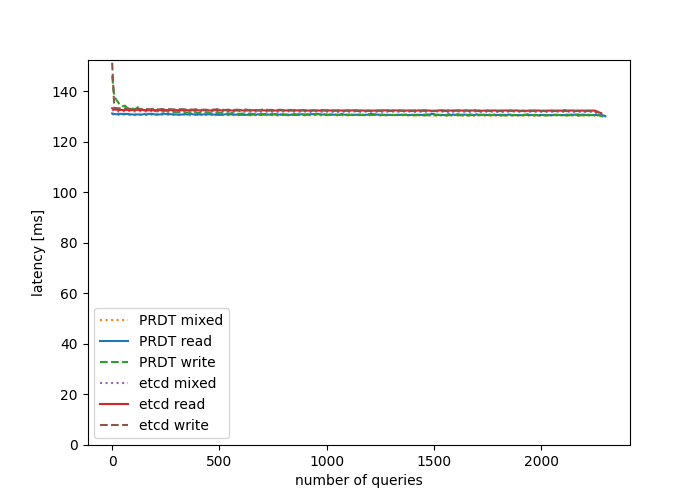 140
120
100
80
60
40
20
0
latency [ms]
PRDT mixed
PRDT read
PRDT write
etcd mixed
etcd read
etcd write
0 500 1000 1500 2000
number of queries